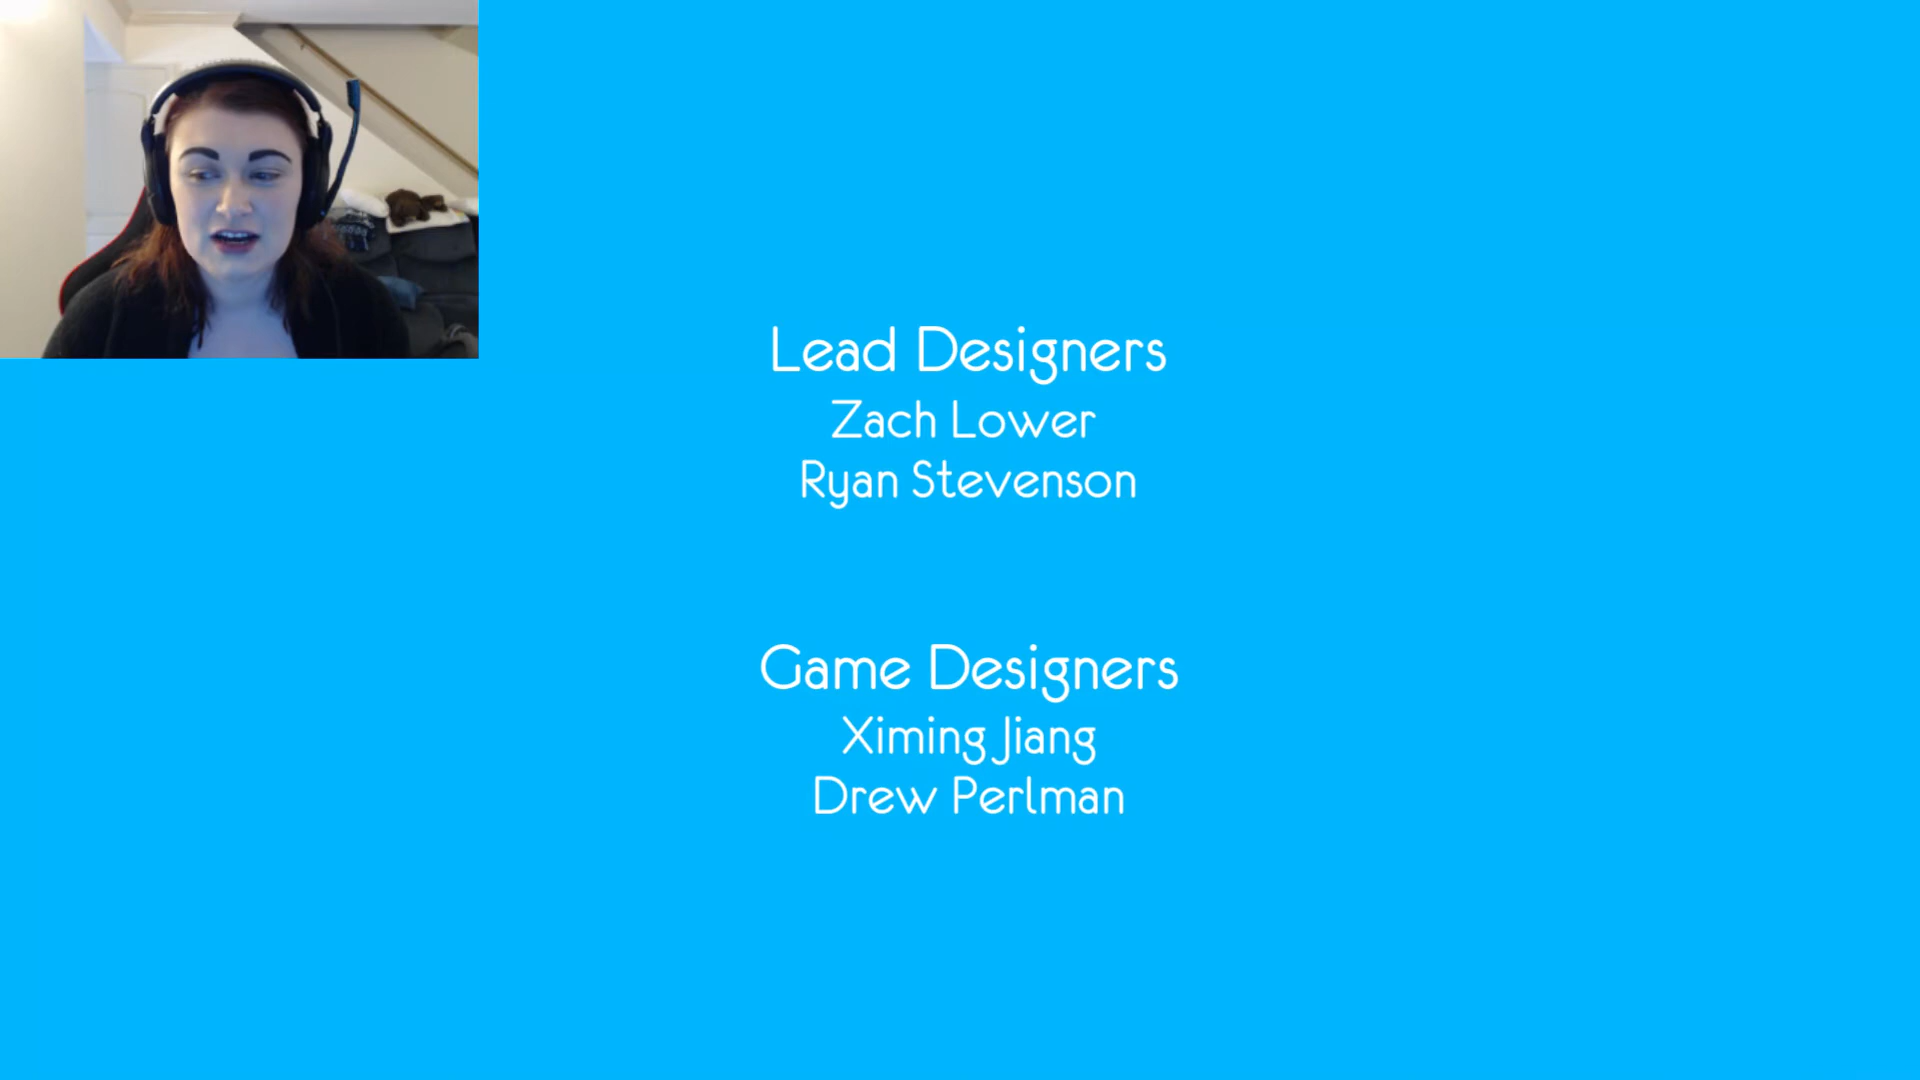 Lead Designers
Zach Lower
Ryan Stevenson
Game Designers
Ximing Jiang
Drew Perlman